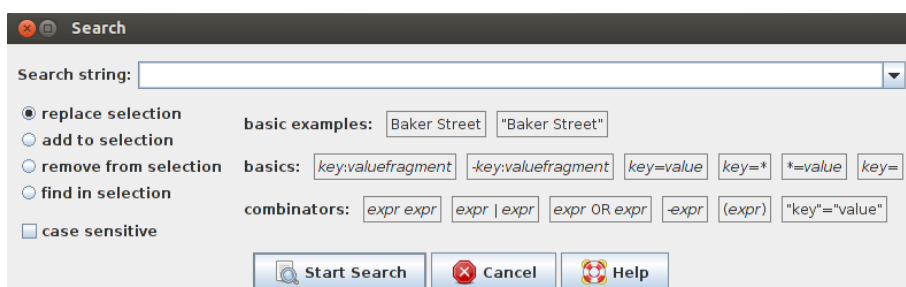 Search
Search string:
replace selection
add to selection
remove from selection
find in selection
case sensitive
basic examples: Baker Street "Baker Street"
basics: key:valuefragment -key:valuefragment key=value key=* *=value key=
combinators: expr expr expr | expr expr OR expr -expr (expr) "key"="value"
Start Search Cancel Help